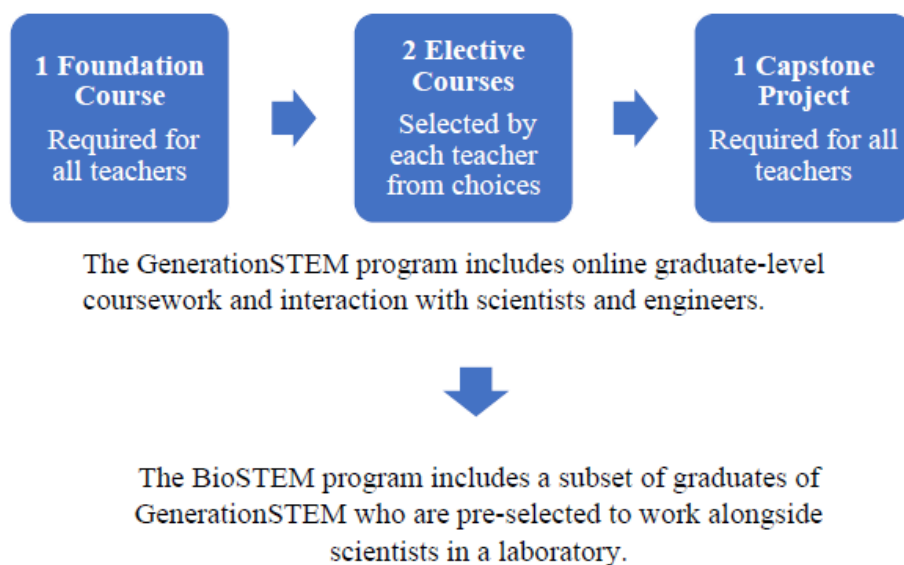 1 Foundation
Course
Required for
all teachers
2 Elective
Courses
Selected by
each teacher
from choices
1 Capstone
Project
Required for all
teachers
The GenerationSTEM program includes online graduate-level
coursework and interaction with scientists and engineers.
The BioSTEM program includes a subset of graduates of
GenerationSTEM who are pre-selected to work alongside
scientists in a laboratory.